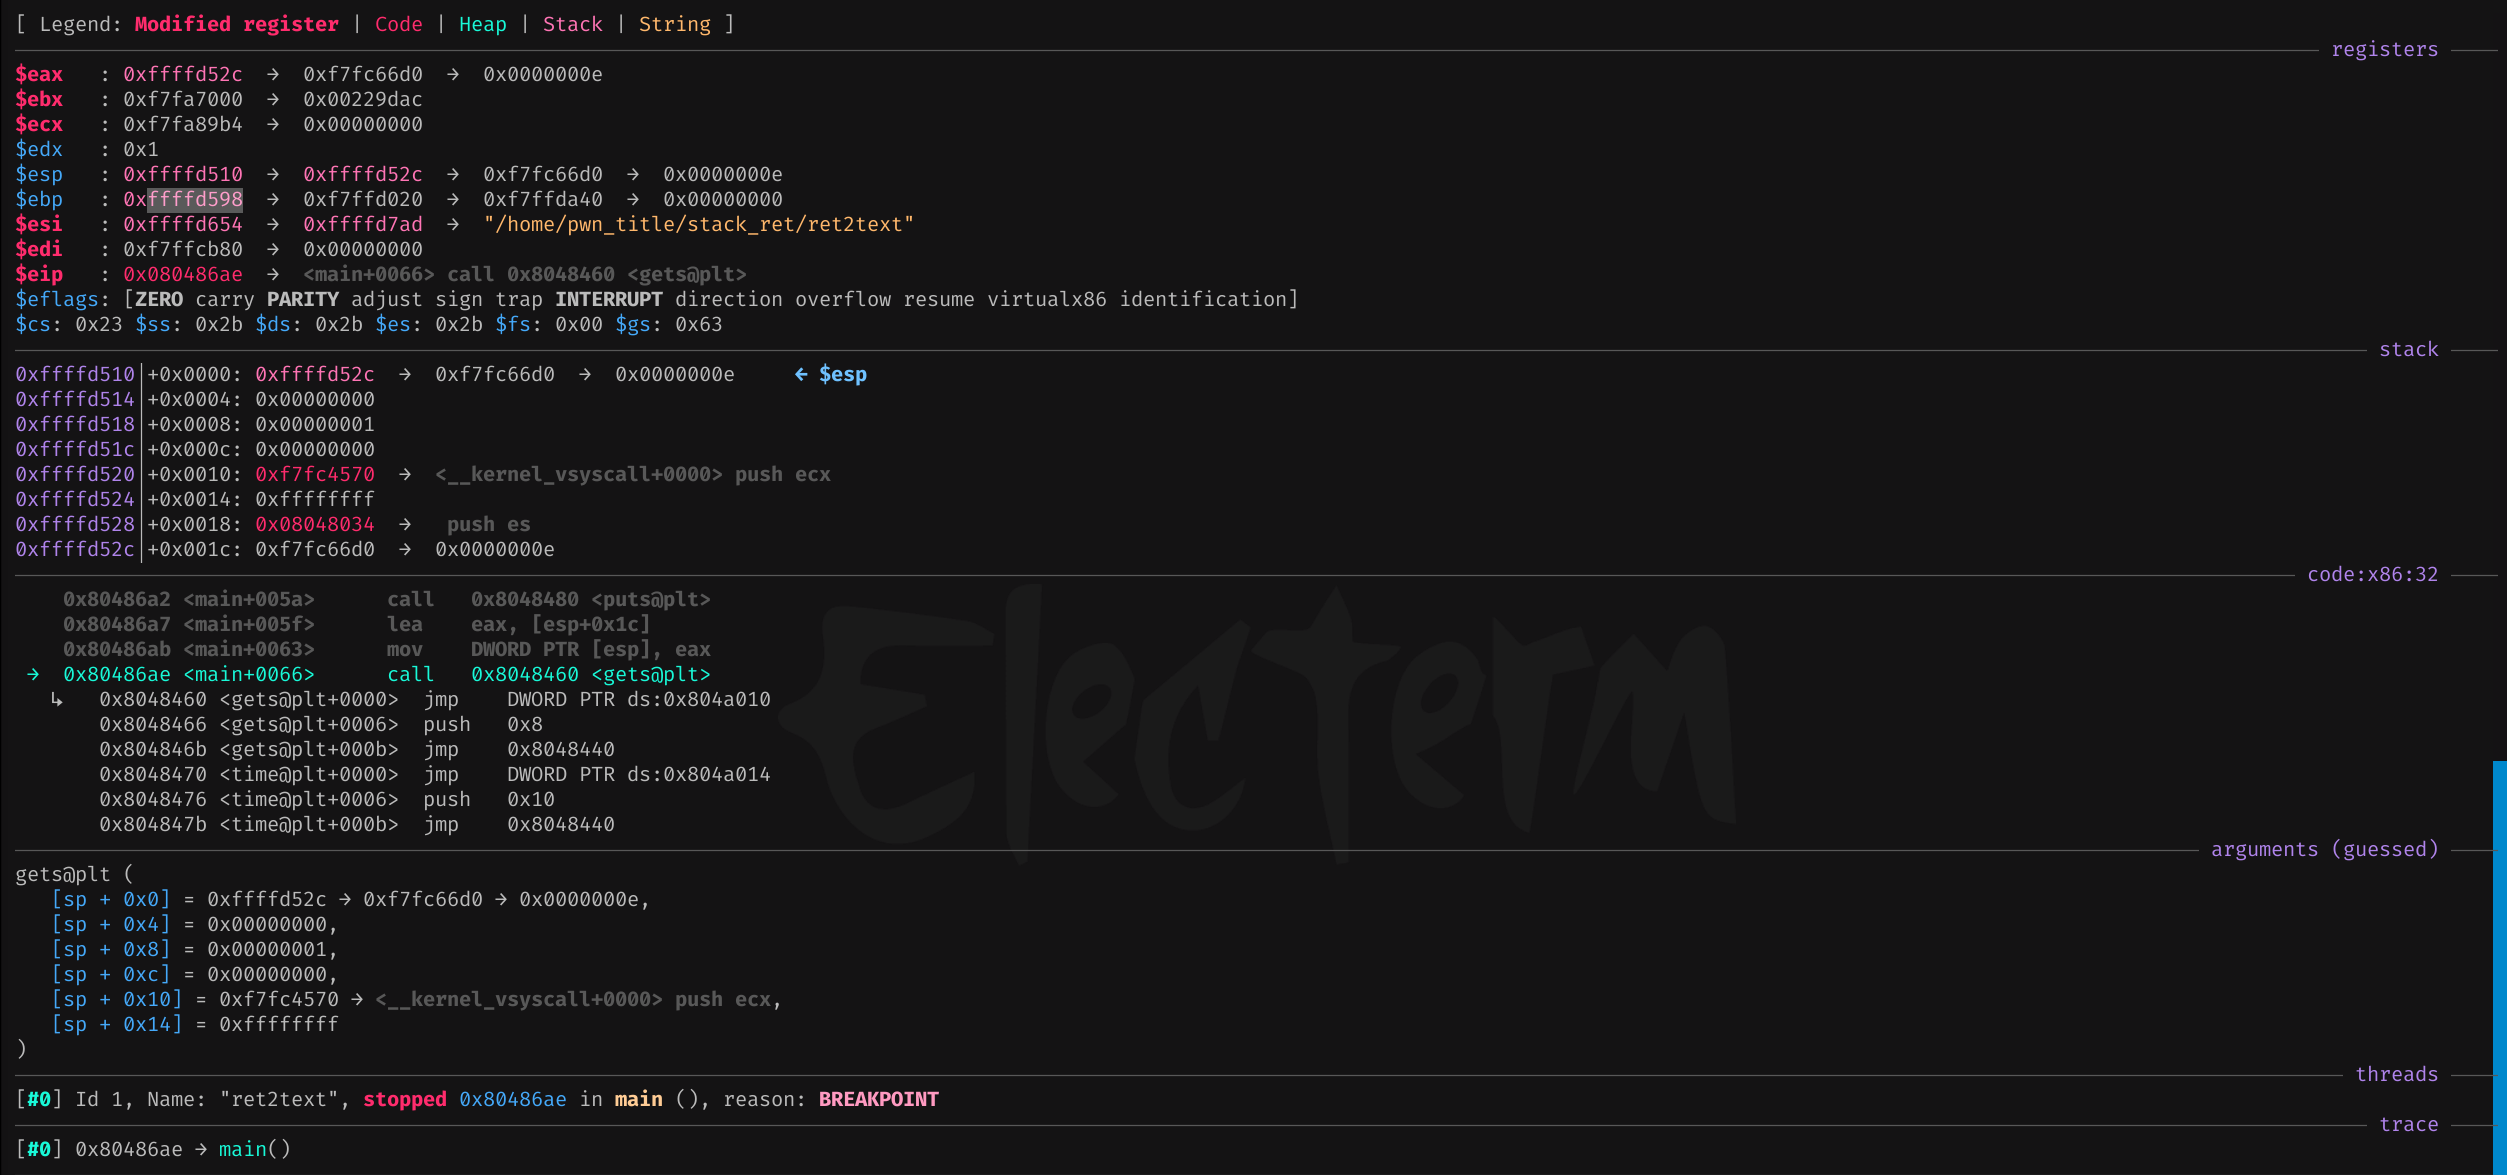 [ Legend: Modified register | Code | Heap | Stack | String ]
registers
$eax   : 0xffffd52c  →  0xf7fc66d0  →  0x0000000e
$ebx   : 0xf7fa7000  →  0x00229dac
$ecx   : 0xf7fa89b4  →  0x00000000
$edx   : 0x1
$esp   : 0xffffd510  →  0xffffd52c  →  0xf7fc66d0  →  0x0000000e
$ebp   : 0xffffd598  →  0xf7ffd020  →  0xf7ffda40  →  0x00000000
$esi   : 0xffffd654  →  0xffffd7ad  →  "/home/pwn_title/stack_ret/ret2text"
$edi   : 0xf7ffcb80  →  0x00000000
$eip   : 0x080486ae  →  <main+0066> call 0x8048460 <gets@plt>
$eflags: [ZERO carry PARITY adjust sign trap INTERRUPT direction overflow resume virtualx86 identification]
$cs: 0x23 $ss: 0x2b $ds: 0x2b $es: 0x2b $fs: 0x00 $gs: 0x63
stack
0xffffd510│+0x0000: 0xffffd52c  →  0xf7fc66d0  →  0x0000000e     ← $esp
0xffffd514│+0x0004: 0x00000000
0xffffd518│+0x0008: 0x00000001
0xffffd51c│+0x000c: 0x00000000
0xffffd520│+0x0010: 0xf7fc4570  →  <__kernel_vsyscall+0000> push ecx
0xffffd524│+0x0014: 0xffffffff
0xffffd528│+0x0018: 0x08048034  →   push es
0xffffd52c│+0x001c: 0xf7fc66d0  →  0x0000000e
code:x86:32
0x80486a2 <main+005a>      call   0x8048480 <puts@plt>
0x80486a7 <main+005f>      lea    eax, [esp+0x1c]
0x80486ab <main+0063>      mov    DWORD PTR [esp], eax
→  0x80486ae <main+0066>      call   0x8048460 <gets@plt>
↳   0x8048460 <gets@plt+0000>  jmp    DWORD PTR ds:0x804a010
0x8048466 <gets@plt+0006>  push   0x8
0x804846b <gets@plt+000b>  jmp    0x8048440
0x8048470 <time@plt+0000>  jmp    DWORD PTR ds:0x804a014
0x8048476 <time@plt+0006>  push   0x10
0x804847b <time@plt+000b>  jmp    0x8048440
Electerm
arguments (guessed)
gets@plt (
[sp + 0x0] = 0xffffd52c → 0xf7fc66d0 → 0x0000000e,
[sp + 0x4] = 0x00000000,
[sp + 0x8] = 0x00000001,
[sp + 0xc] = 0x00000000,
[sp + 0x10] = 0xf7fc4570 → <__kernel_vsyscall+0000> push ecx,
[sp + 0x14] = 0xffffffff
)
threads
[#0] Id 1, Name: "ret2text", stopped 0x80486ae in main (), reason: BREAKPOINT
trace
[#0] 0x80486ae → main()